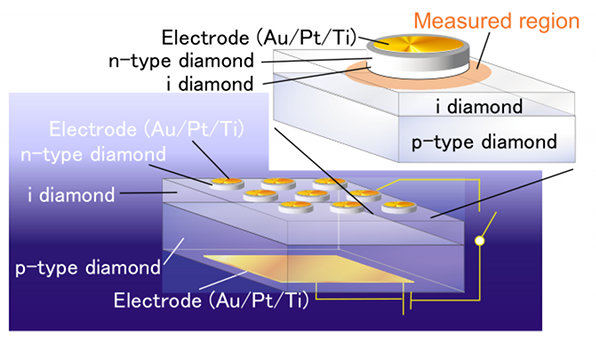 Measured region
Electrode (Au/Pt/Ti)
n-type diamond
i diamond
i diamond
p-type diamond
Electrode (Au/Pt/Ti)
n-type diamond
i diamond
p-type diamond
Electrode (Au/Pt/Ti)